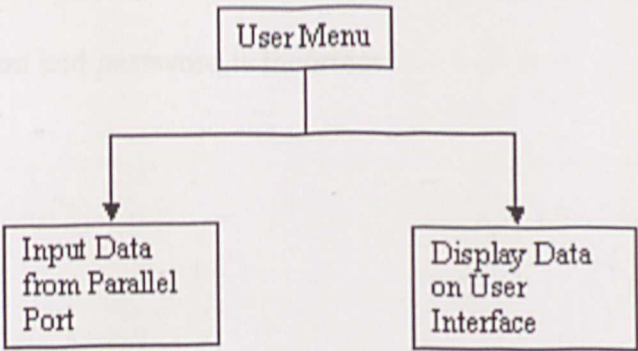 User Menu
Input Data
from Parallel
Port
Display Data
on User
Interface